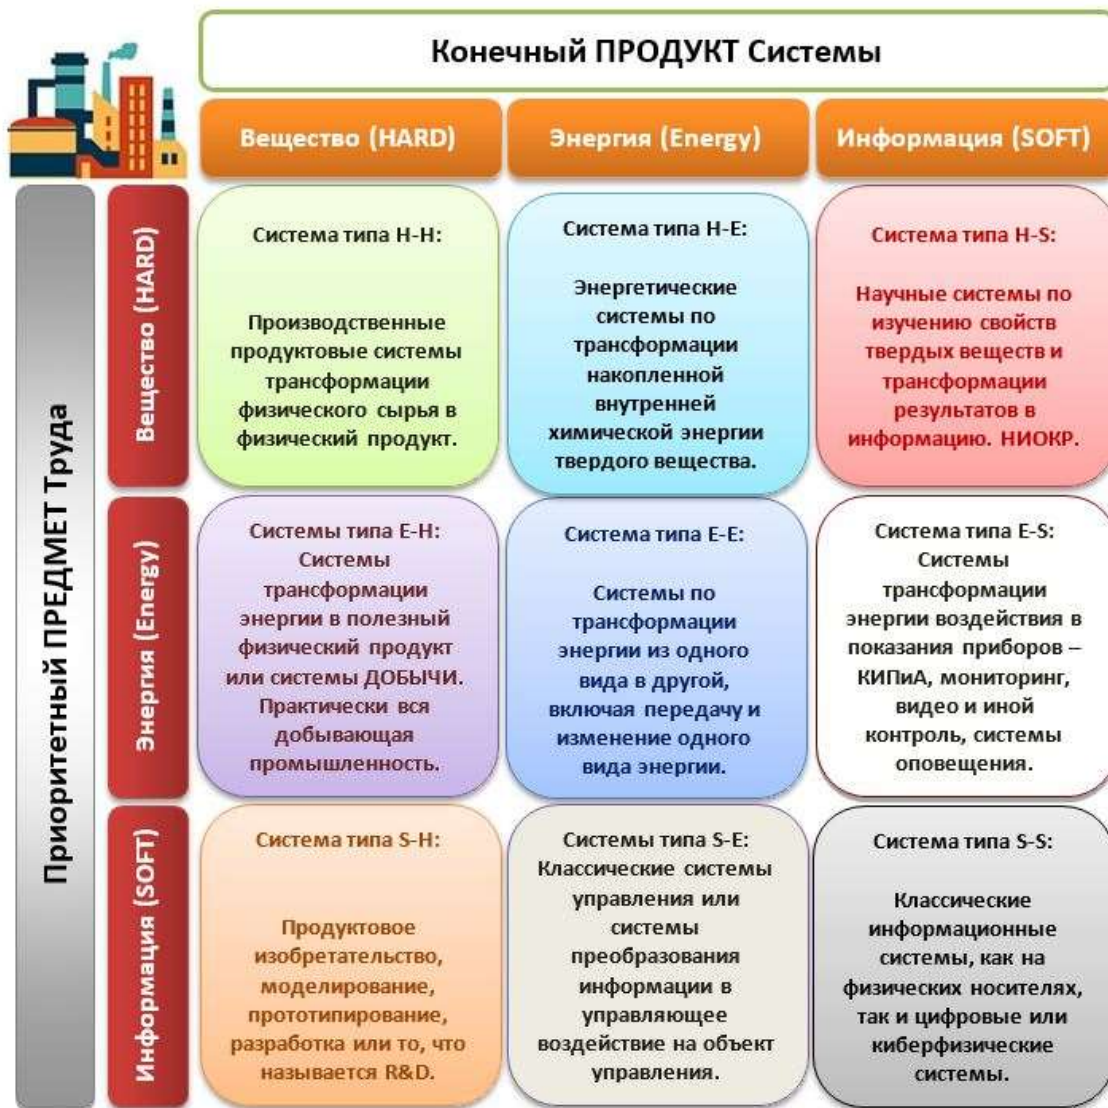 Конечный ПРОДУКТ Системы
Вещество (HARD)
Энергия (Energy)
Информация (SOFT)
Приоритетный ПРЕДМЕТ Труда
Вещество (HARD)
Система типа H-H:
Производственные
продуктовые системы
трансформации
физического сырья в
физический продукт.
Система типа H-E:
Энергетические
системы по
трансформации
накопленной
внутренней
химической энергии
твердого вещества.
Система типа H-S:
Научные системы по
изучению свойств
твердых веществ и
трансформации
результатов в
информацию. НИОКР.
Энергия (Energy)
Системы типа E-H:
Системы
трансформации
энергии в полезный
физический продукт
или системы ДОБЫЧИ.
Практически вся
добывающая
промышленность.
Система типа E-E:
Системы по
трансформации
энергии из одного
вида в другой,
включая передачу и
изменение одного
вида энергии.
Система типа E-S:
Системы
трансформации
энергии воздействия в
показания приборов –
КИПиА, мониторинг,
видео и иной
контроль, системы
оповещения.
Информация (SOFT)
Система типа S-H:
Продуктовое
изобретательство,
моделирование,
прототипирование,
разработка или то, что
называется R&D.
Системы типа S-E:
Классические системы
управления или
системы
преобразования
информации в
управляющее
воздействие на объект
управления.
Система типа S-S:
Классические
информационные
системы, как на
физических носителях,
так и цифровые или
киберфизические
системы.